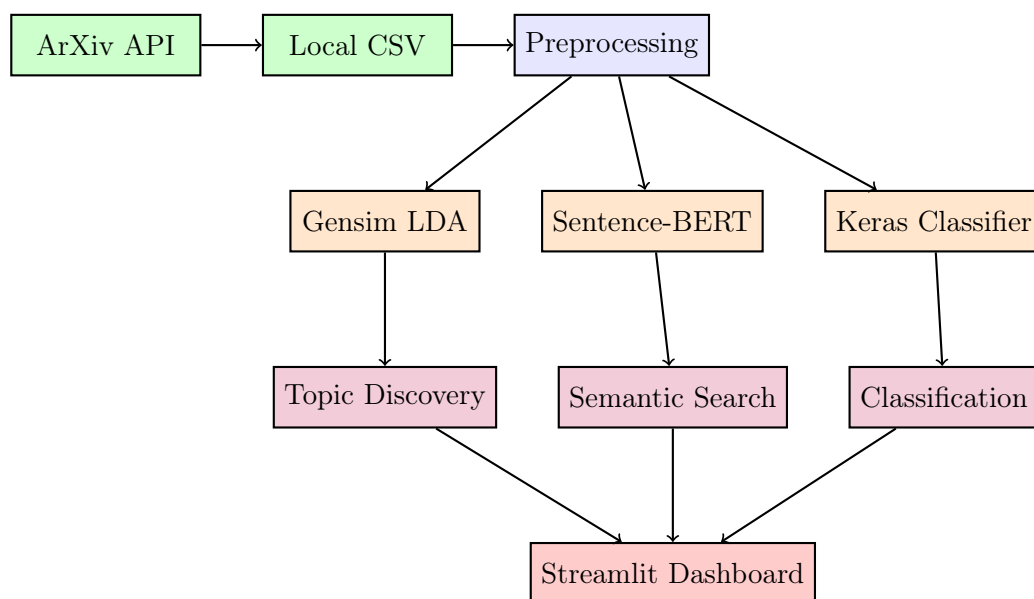 ArXiv API
Local CSV
Preprocessing
Gensim LDA
Sentence-BERT
Keras Classifier
Topic Discovery
Semantic Search
Classification
Streamlit Dashboard